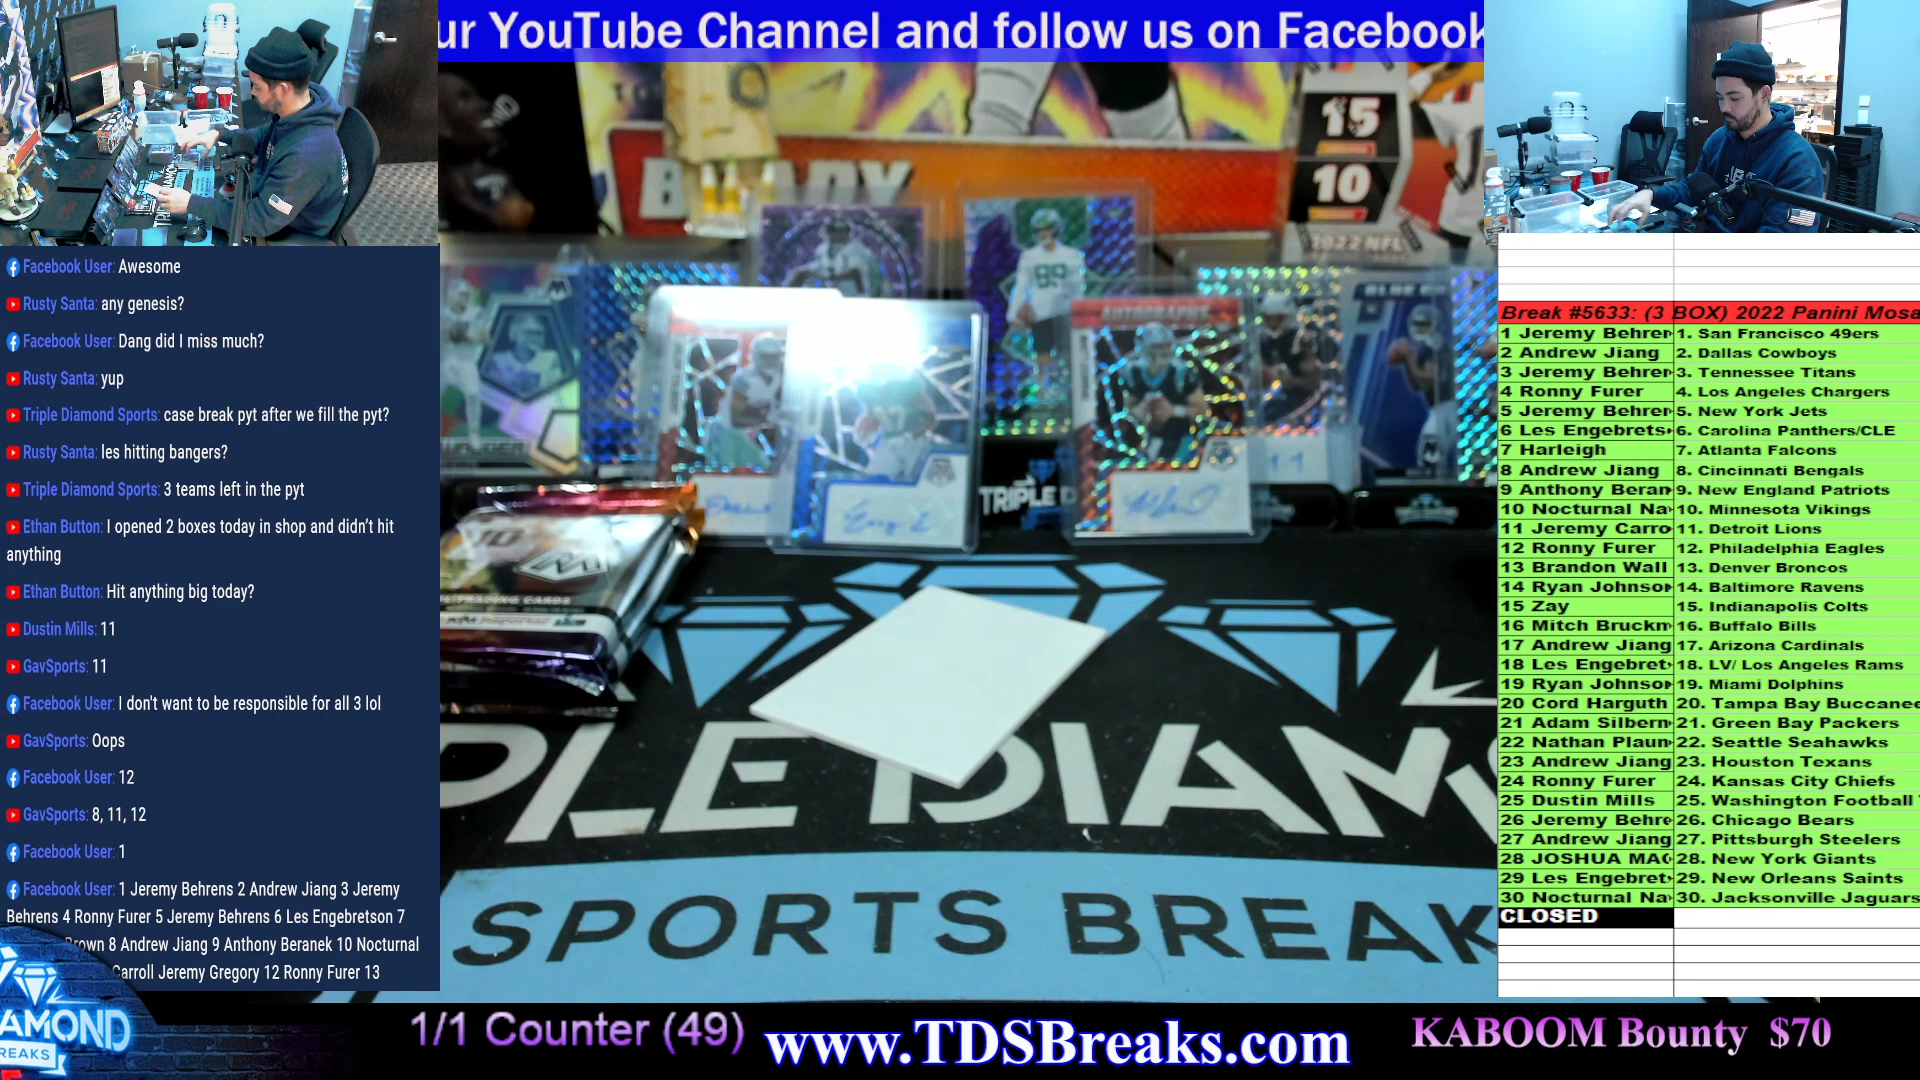 ur YouTube Channel and follow us on Facebook
Facebook User: Awesome
Rusty Santa: any genesis?
Facebook User: Dang did I miss much?
Rusty Santa: yup
Triple Diamond Sports: case break pyt after we fill the pyt?
Rusty Santa: les hitting bangers?
Triple Diamond Sports: 3 teams left in the pyt
Ethan Button: I opened 2 boxes today in shop and didn't hit
anything
Ethan Button: Hit anything big today?
Dustin Mills: 11
GavSports: 11
Facebook User: I don't want to be responsible for all 3 lol
GavSports: Oops
Facebook User: 12
GavSports: 8, 11, 12
Facebook User: 1
Facebook User: 1 Jeremy Behrens 2 Andrew Jiang 3 Jeremy
Behrens 4 Ronny Furer 5 Jeremy Behrens 6 Les Engebretson 7
rown 8 Andrew Jiang 9 Anthony Beranek 10 Nocturnal
Carroll Jeremy Gregory 12 Ronny Furer 13
AMOND
REAKS
15
10
2022 NFL
AUTOGRAPHS
TRIPLE D
10
PLE DIAM
SPORTS BREAK
Break #5633: (3 BOX) 2022 Panini Mosa
1 Jeremy Behren 1. San Francisco 49ers
2 Andrew Jiang 2. Dallas Cowboys
3 Jeremy Behren 3. Tennessee Titans
4 Ronny Furer 4. Los Angeles Chargers
5 Jeremy Behren 5. New York Jets
6 Les Engebrets 6. Carolina Panthers/CLE
7 Harleigh 7. Atlanta Falcons
8 Andrew Jiang 8. Cincinnati Bengals
9 Anthony Beran 9. New England Patriots
10 Nocturnal Na 10. Minnesota Vikings
11 Jeremy Carro 11. Detroit Lions
12 Ronny Furer 12. Philadelphia Eagles
13 Brandon Wall 13. Denver Broncos
14 Ryan Johnson 14. Baltimore Ravens
15 Zay 15. Indianapolis Colts
16 Mitch Bruckm 16. Buffalo Bills
17 Andrew Jiang 17. Arizona Cardinals
18 Les Engebret 18. LV/ Los Angeles Rams
19 Ryan Johnson 19. Miami Dolphins
20 Cord Harguth 20. Tampa Bay Buccanee
21 Adam Silbern 21. Green Bay Packers
22 Nathan Plaun 22. Seattle Seahawks
23 Andrew Jiang 23. Houston Texans
24 Ronny Furer 24. Kansas City Chiefs
25 Dustin Mills 25. Washington Football
26 Jeremy Behre 26. Chicago Bears
27 Andrew Jiang 27. Pittsburgh Steelers
28 JOSHUA MA 28. New York Giants
29 Les Engebret 29. New Orleans Saints
30 Nocturnal Na 30. Jacksonville Jaguars
CLOSED
1/1 Counter (49)
www.TDSBreaks.com
KABOOM Bounty $70